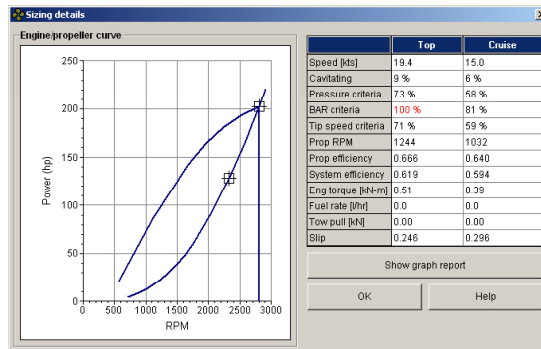 Sizing details
Engine/propeller curve
250
200
150
100
50
0
0 500 1000 1500 2000 2500 3000
Power (hp)
RPM
Top Cruise
Speed [kts] 19.4 15.0
Cavitating 9 % 6 %
Pressure criteria 73 % 58 %
BAR criteria 100 % 81 %
Tip speed criteria 71 % 59 %
Prop RPM 1244 1032
Prop efficiency 0.666 0.640
System efficiency 0.619 0.594
Eng torque [kN-m] 0.51 0.39
Fuel rate [l/hr] 0.0 0.0
Tow pull [kN] 0.00 0.00
Slip 0.246 0.296
Show graph report
OK Help